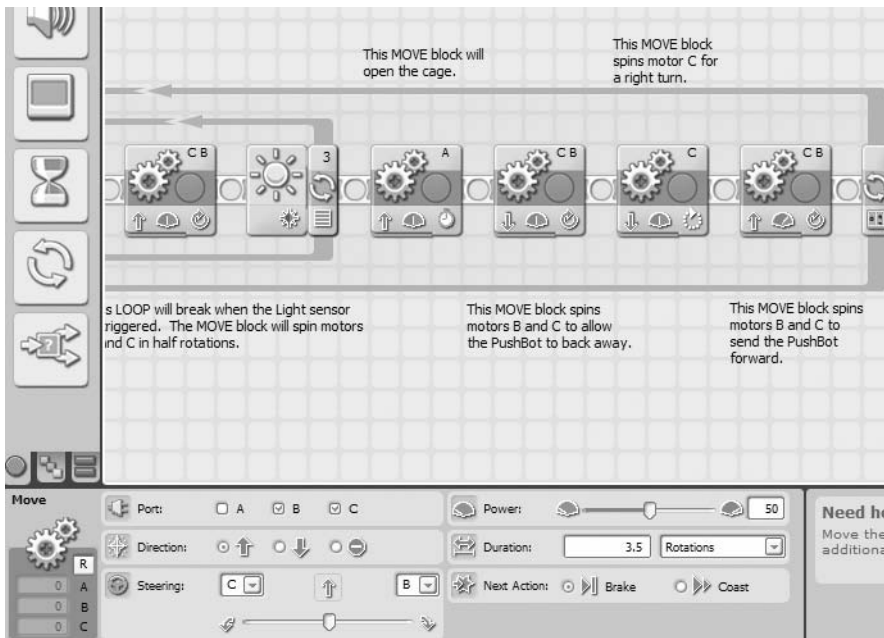 This MOVE block will
open the cage.
This MOVE block
spins motor C for
a right turn.
C B
3
A
C B
C
C B
s LOOP will break when the Light sensor
riggered. The MOVE block will spin motors
nd C in half rotations.
This MOVE block spins
motors B and C to allow
the PushBot to back away.
This MOVE block spins
motors B and C to
send the PushBot
forward.
Move
R
0 A
0 B
0 C
Port: A B C
Direction:
Steering: C B
Power: 50
Duration: 3.5 Rotations
Next Action: Brake Coast
Need h
Move the
additiona